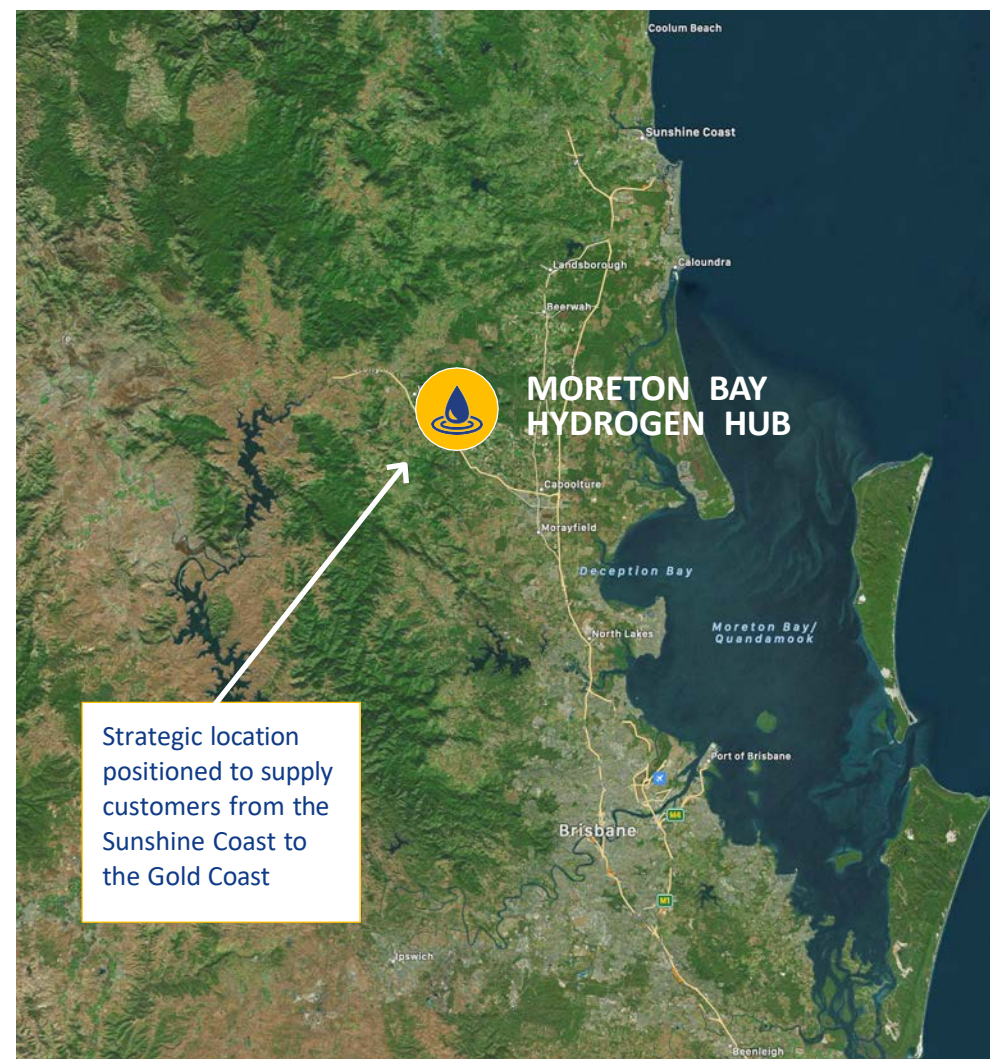 Coolum Beach
Sunshine Coast
Landsborough
Caloundra
Beerwah
MORETON BAY
HYDROGEN HUB
Caboolture
Morayfield
Deception Bay
North Lakes
Moreton Bay/
Quandamook
Strategic location
positioned to supply
customers from the
Sunshine Coast to
the Gold Coast
Port of Brisbane
M4
Brisbane
M1
Ipswich
Beenleigh